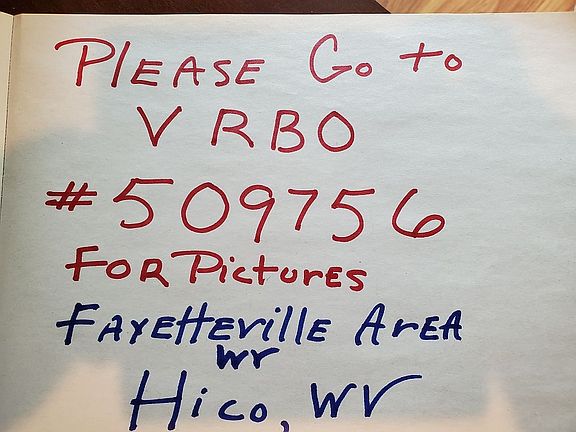 PLEASE Go to
VRBO
#509756
FOR Pictures
FAYEtteville AreA
WV
Hico, WV